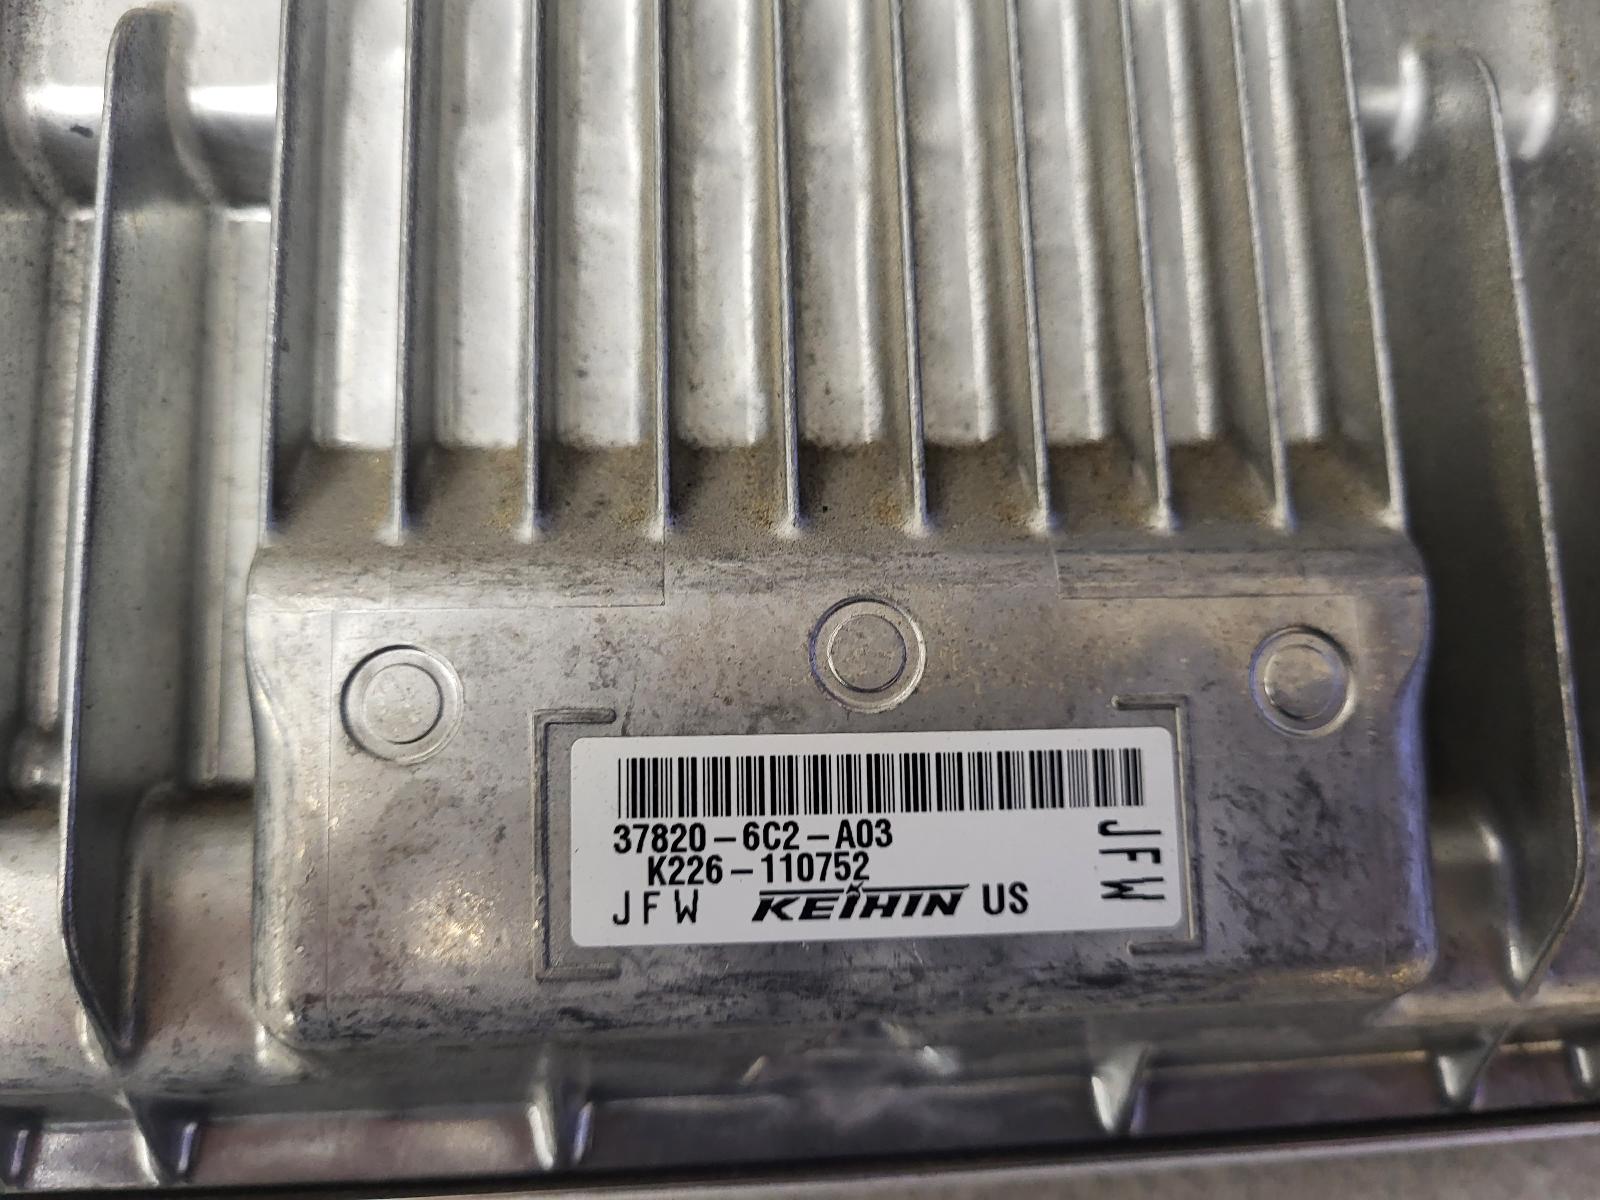 37820-6C2-A03
K226-110752
JFW KEIHIN US
JFW